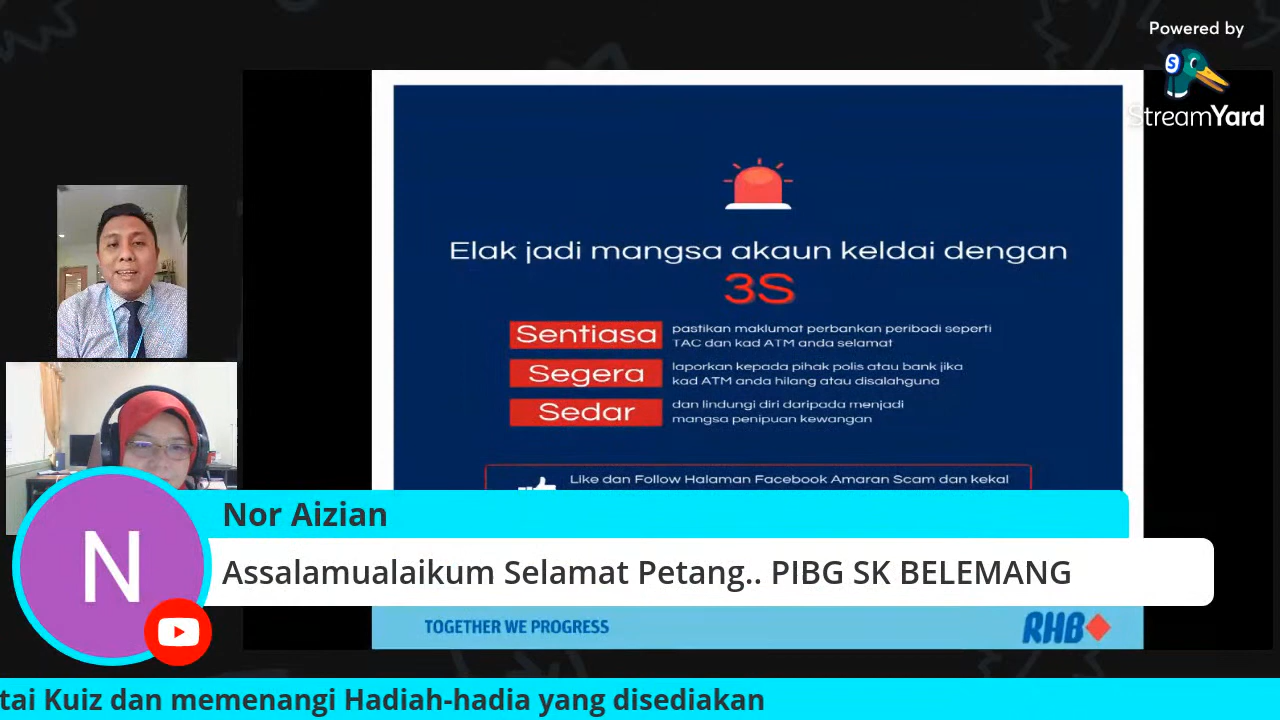 Powered by
StreamYard
Elak jadi mangsa akaun keldai dengan
3S
Sentiasa
pastikan maklumat perbankan peribadi seperti
TAC dan kad ATM anda selamat
Segera
laporkan kepada pihak polis atau bank jika
kad ATM anda hilang atau disalahguna
Sedar
dan lindungi diri daripada menjadi
mangsa penipuan kewangan
Like dan Follow Halaman Facebook Amaran Scam dan kekal
N
Nor Aizian
Assalamualaikum Selamat Petang.. PIBG SK BELEMANG
TOGETHER WE PROGRESS
RHB
tai Kuiz dan memenangi Hadiah-hadia yang disediakan